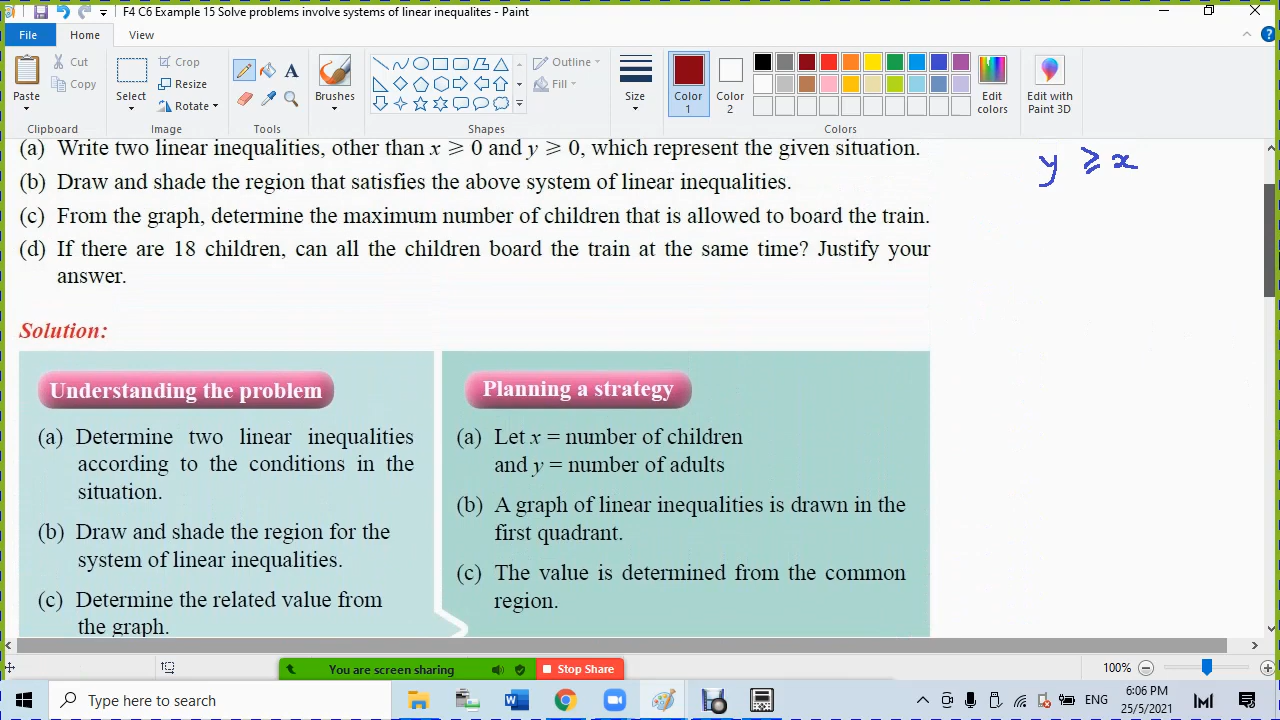 F4 C6 Example 15 Solve problems involve systems of linear inequalites - Paint
File Home View
Paste
Cut
Copy
Clipboard
Select
Crop
Resize
Rotate
Image
A
Tools
Brushes
Outline
Fill
Shapes
Size
Color 1
Color 2
Edit colors
Colors
Edit with Paint 3D
(a) Write two linear inequalities, other than x ⩾ 0 and y ⩾ 0, which represent the given situation.
y ⩾ x
(b) Draw and shade the region that satisfies the above system of linear inequalities.
(c) From the graph, determine the maximum number of children that is allowed to board the train.
(d) If there are 18 children, can all the children board the train at the same time? Justify your
answer.
Solution:
Understanding the problem
(a) Determine two linear inequalities
according to the conditions in the
situation.
(b) Draw and shade the region for the
system of linear inequalities.
(c) Determine the related value from
the graph.
Planning a strategy
(a) Let x = number of children
and y = number of adults
(b) A graph of linear inequalities is drawn in the
first quadrant.
(c) The value is determined from the common
region.
You are screen sharing
Stop Share
100%
Type here to search
ENG
6:06 PM
25/5/2021